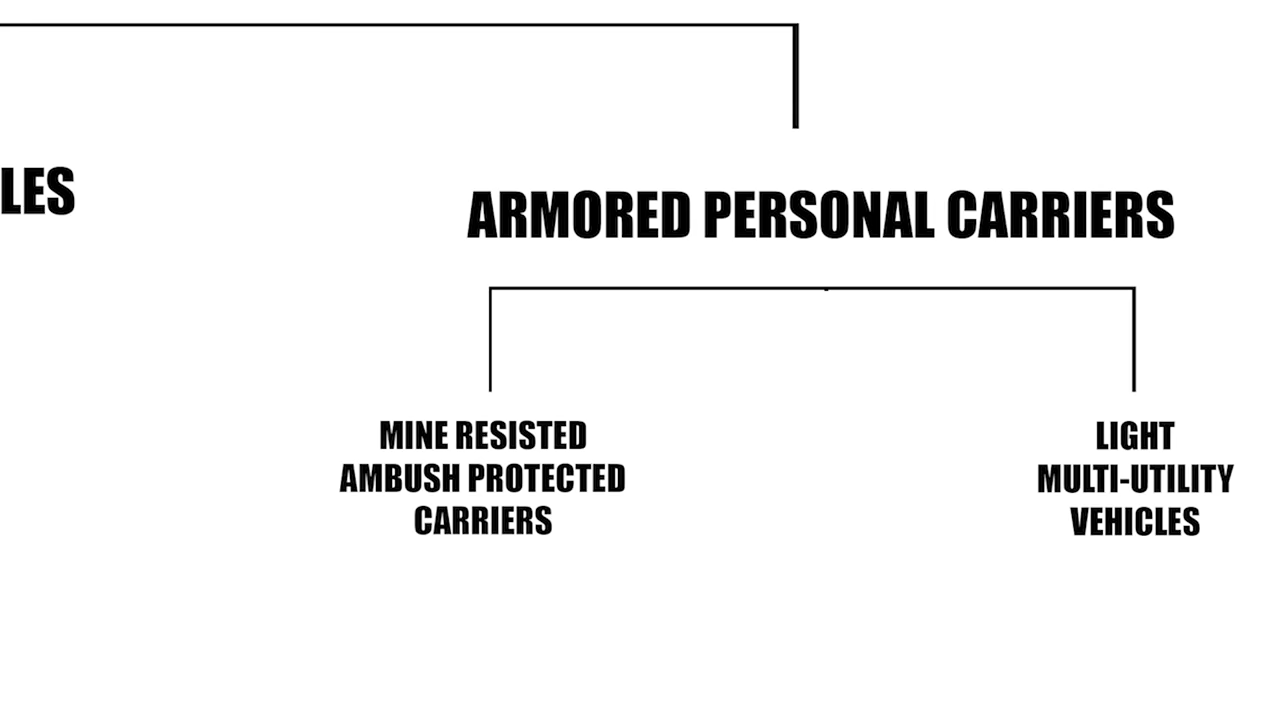 LES
ARMORED PERSONAL CARRIERS
MINE RESISTED
AMBUSH PROTECTED
CARRIERS
LIGHT
MULTI-UTILITY
VEHICLES